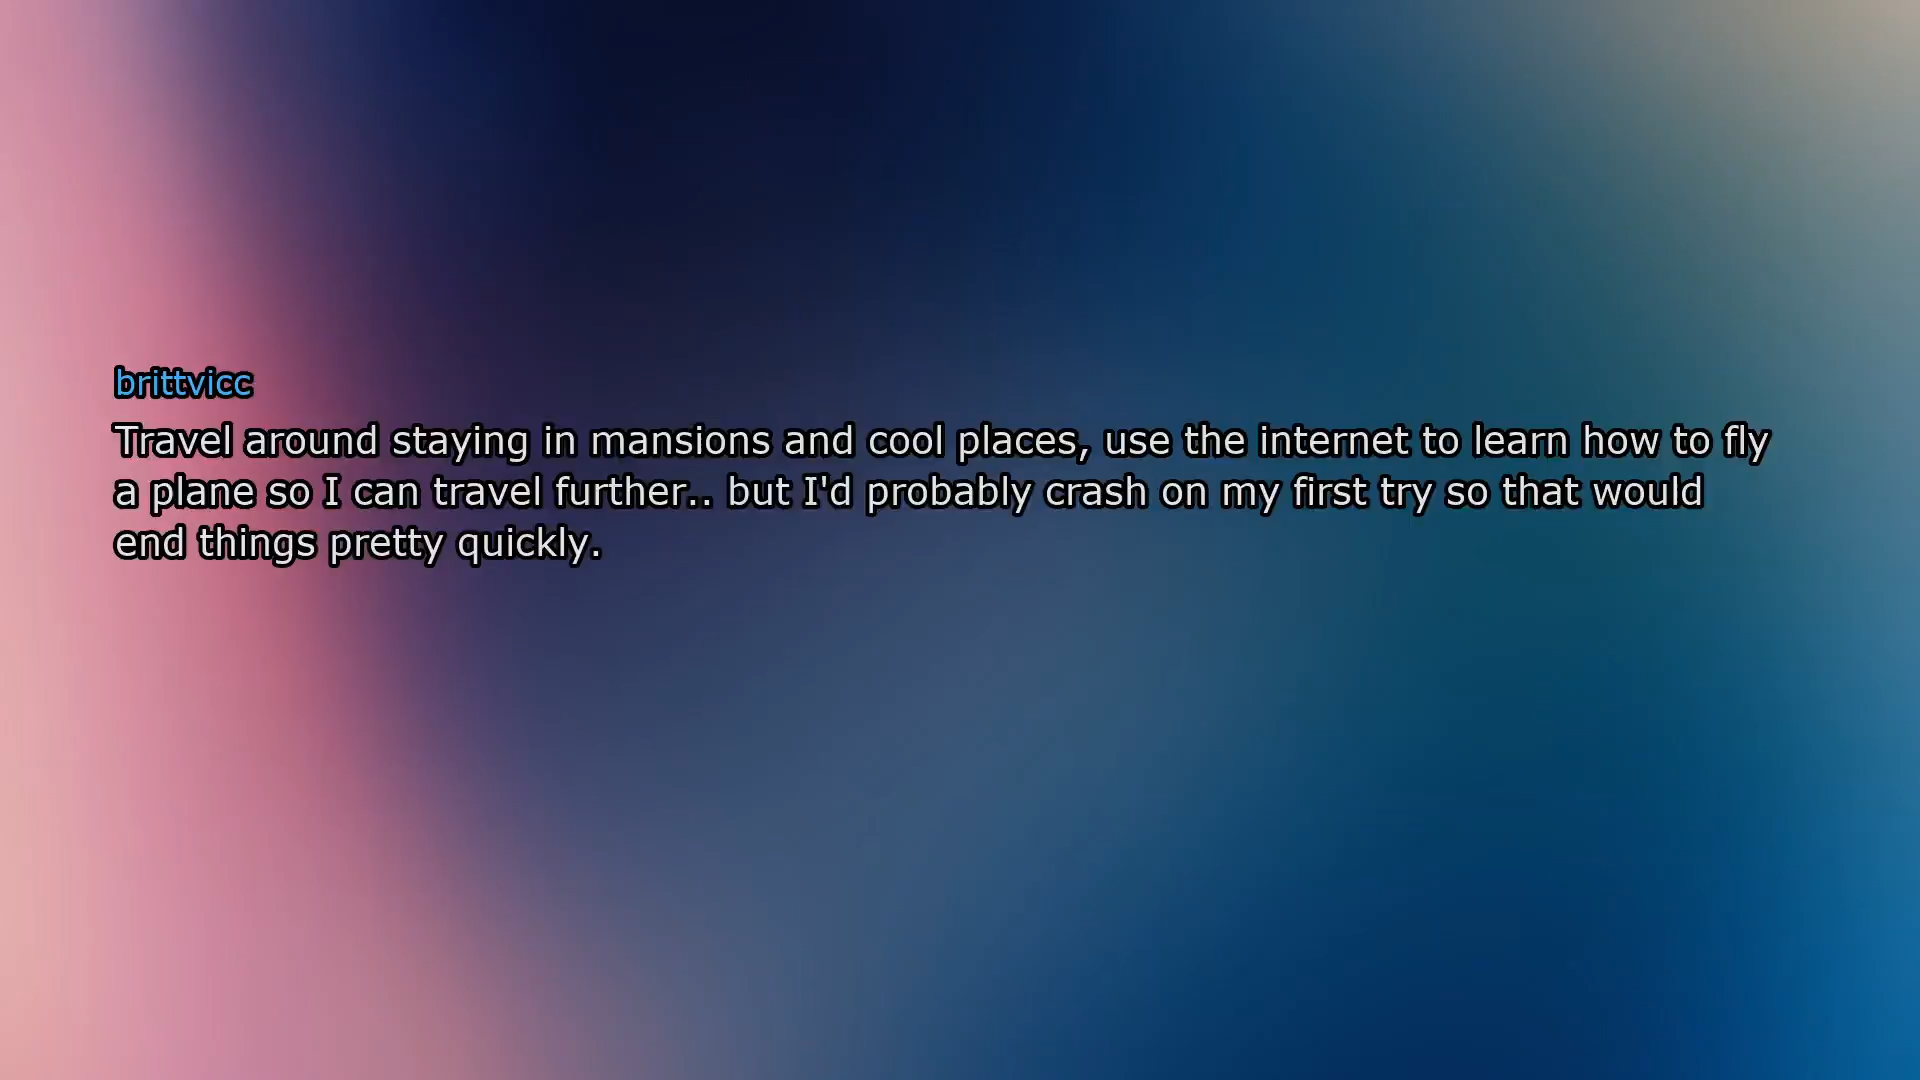 brittvicc
Travel around staying in mansions and cool places, use the internet to learn how to fly
a plane so I can travel further.. but I'd probably crash on my first try so that would
end things pretty quickly.